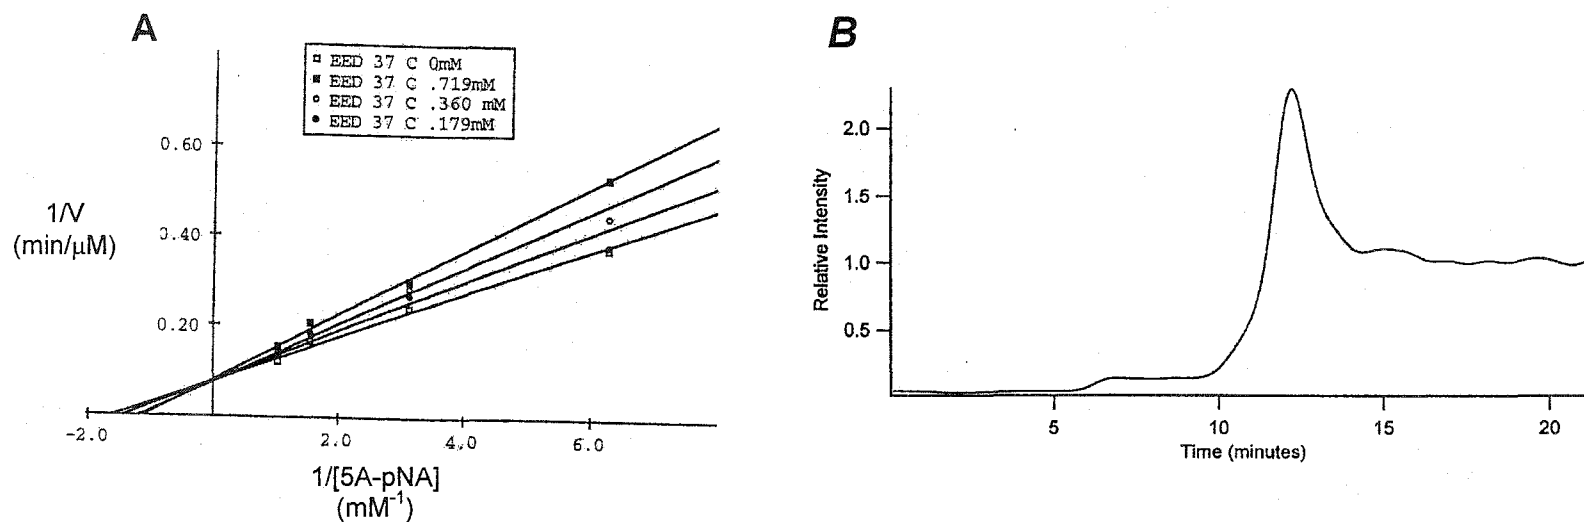 A
EED 37 C 0mM
EED 37 C .719mM
EED 37 C .360 mM
EED 37 C .179mM
0.60
0.40
0.20
1/V
(min/μM)
-2.0
2.0
4.0
6.0
1/[5A-pNA]
(mM⁻¹)
B
2.0
1.5
1.0
0.5
Relative Intensity
5
10
15
20
Time (minutes)